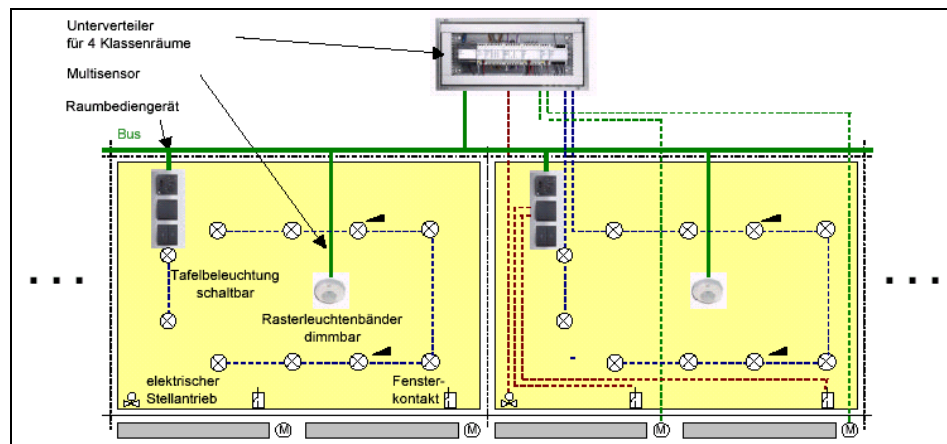 Unterverteiler
für 4 Klassenräume
Multisensor
Raumbediengerät
Bus
Tafelbeleuchtung
schaltbar
Rasterleuchtenbänder
dimmbar
elektrischer
Stellantrieb
Fenster-
kontakt
M
M
M
M